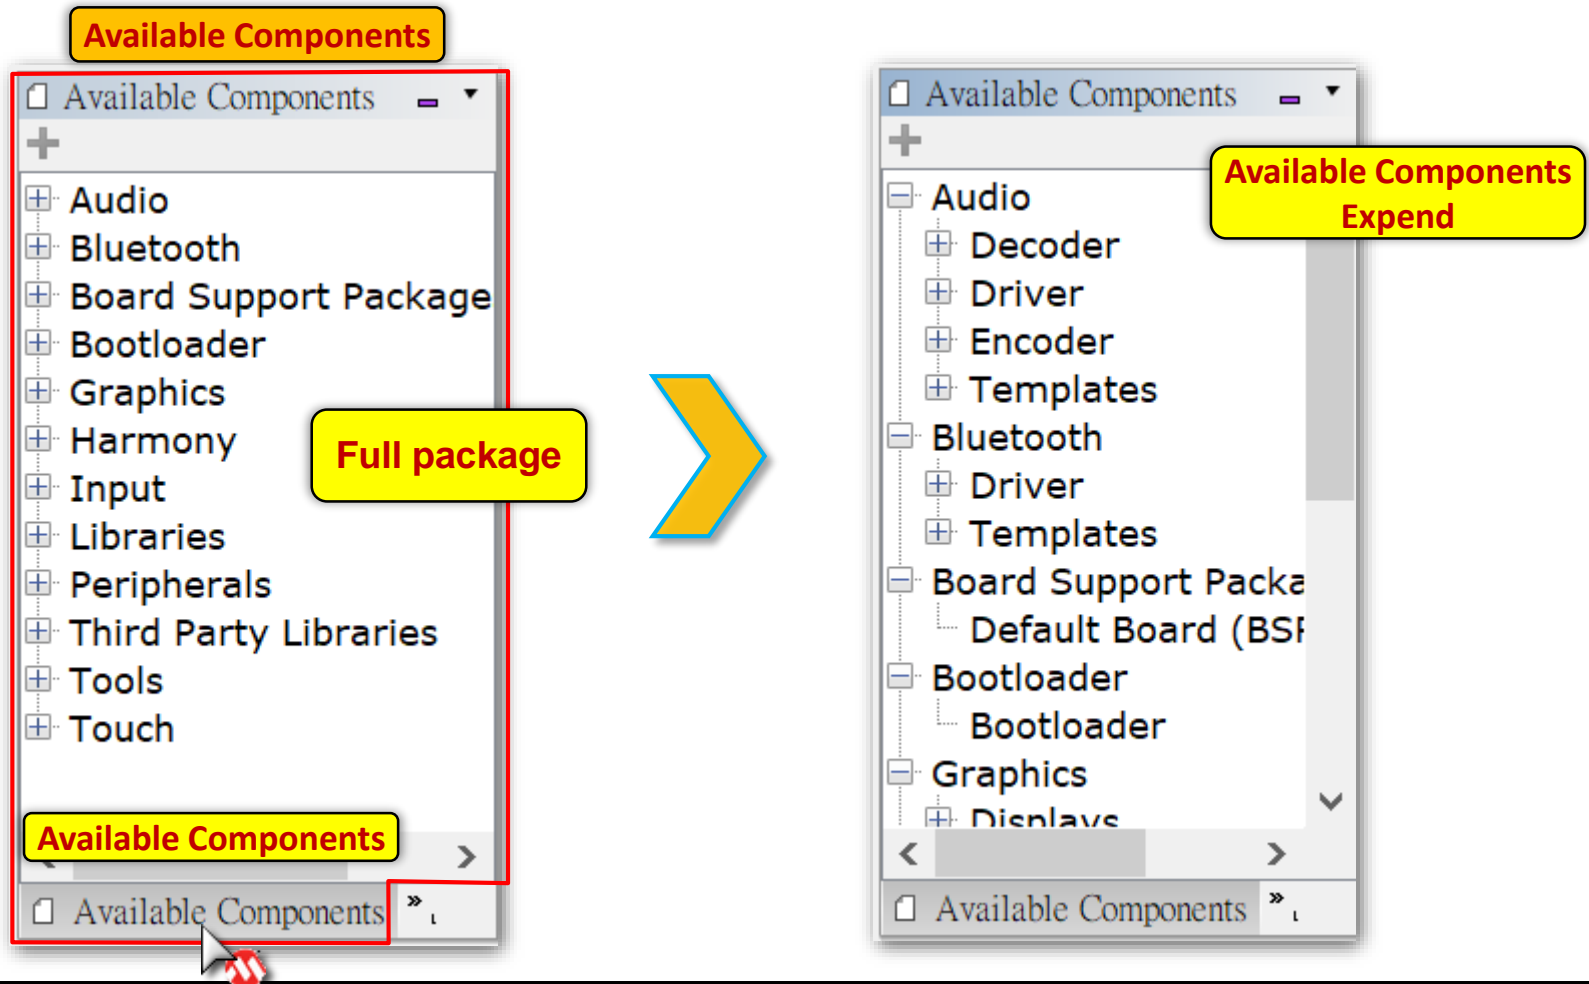 Available Components
Available Components
Audio
Bluetooth
Board Support Package
Bootloader
Graphics
Harmony
Input
Libraries
Peripherals
Third Party Libraries
Tools
Touch
Full package
Available Components
Available Components
Available Components
Available Components
Expend
Audio
Decoder
Driver
Encoder
Templates
Bluetooth
Driver
Templates
Board Support Packa
Default Board (BSP
Bootloader
Bootloader
Graphics
Displays
Available Components